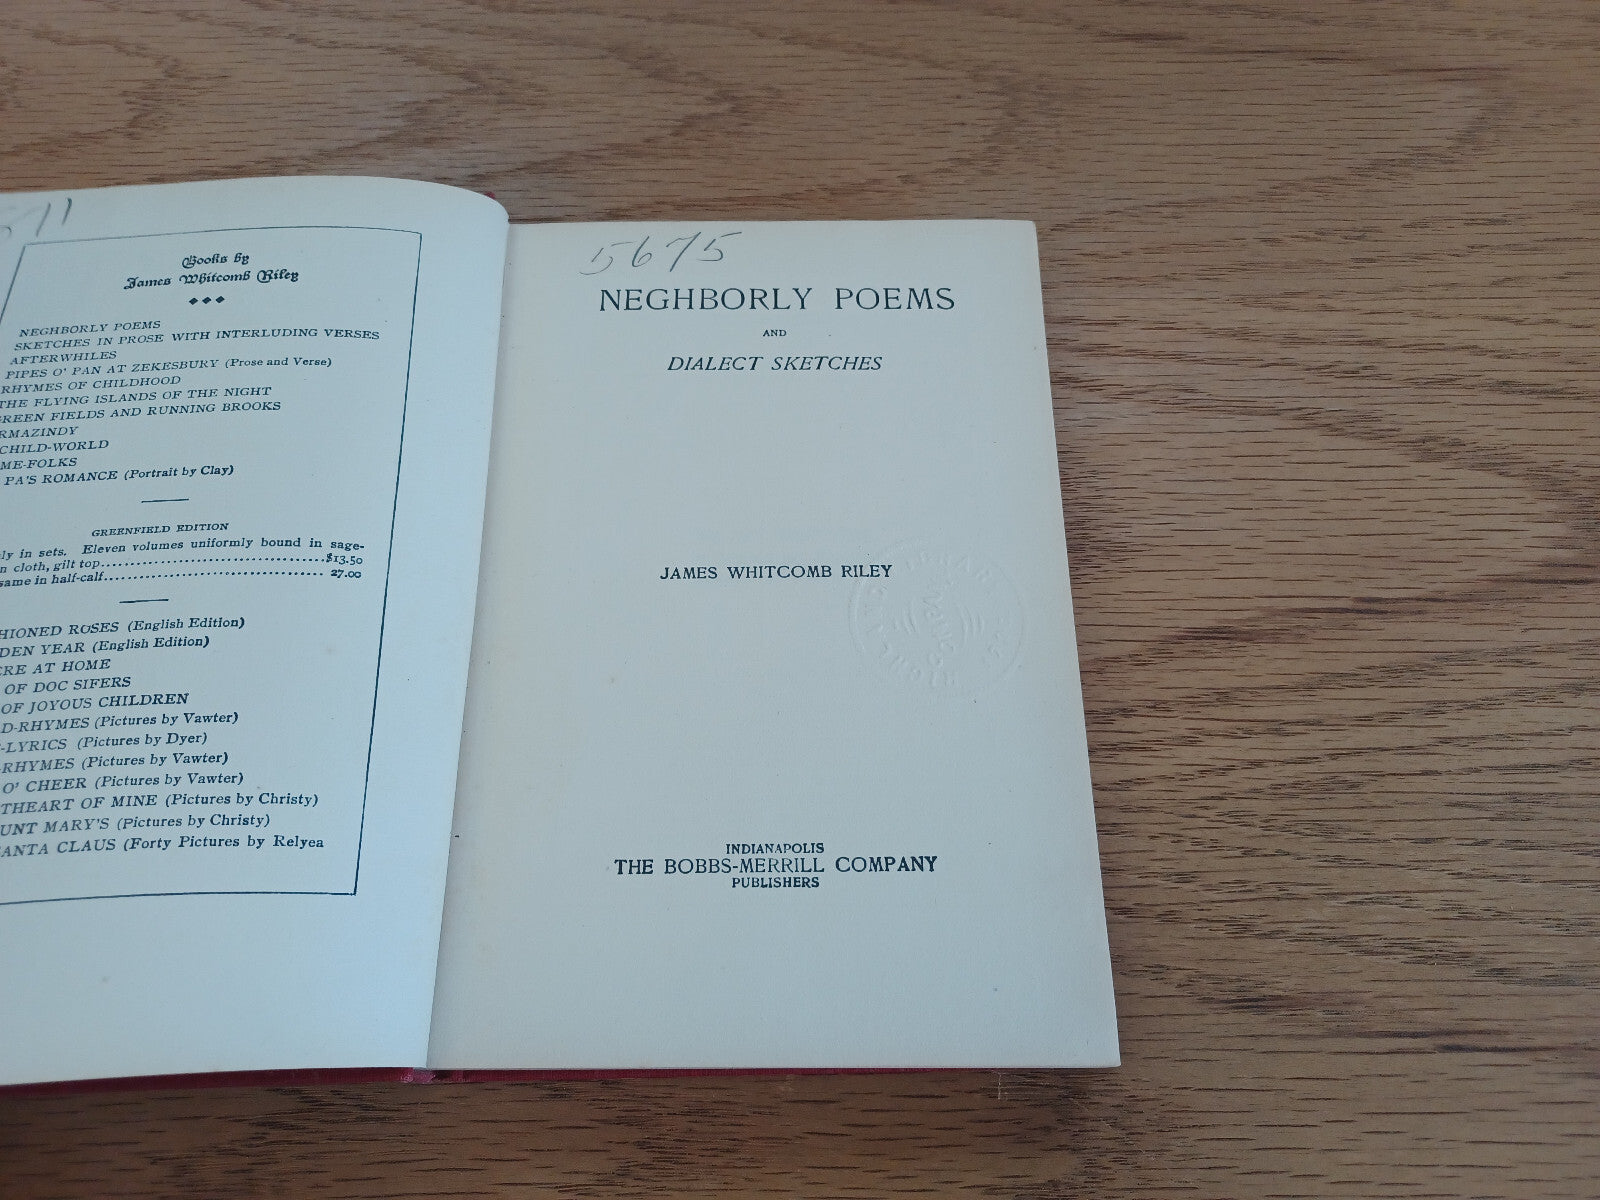 Books by
James Whitcomb Riley
NEGHBORLY POEMS
SKETCHES IN PROSE WITH INTERLUDING VERSES
AFTERWHILES
PIPES O' PAN AT ZEKESBURY (Prose and Verse)
RHYMES OF CHILDHOOD
THE FLYING ISLANDS OF THE NIGHT
GREEN FIELDS AND RUNNING BROOKS
RMAZINDY
CHILD-WORLD
ME-FOLKS
PA'S ROMANCE (Portrait by Clay)
GREENFIELD EDITION
ly in sets. Eleven volumes uniformly bound in sage-
n cloth, gilt top.......................................$13.50
same in half-calf....................................... 27.00
HIONED ROSES (English Edition)
DEN YEAR (English Edition)
ERE AT HOME
OF DOC SIFERS
OF JOYOUS CHILDREN
D-RHYMES (Pictures by Vawter)
-LYRICS (Pictures by Dyer)
-RHYMES (Pictures by Vawter)
O' CHEER (Pictures by Vawter)
THEART OF MINE (Pictures by Christy)
UNT MARY'S (Pictures by Christy)
SANTA CLAUS (Forty Pictures by Relyea
5675
NEGHBORLY POEMS
AND
DIALECT SKETCHES
JAMES WHITCOMB RILEY
INDIANAPOLIS
THE BOBBS-MERRILL COMPANY
PUBLISHERS